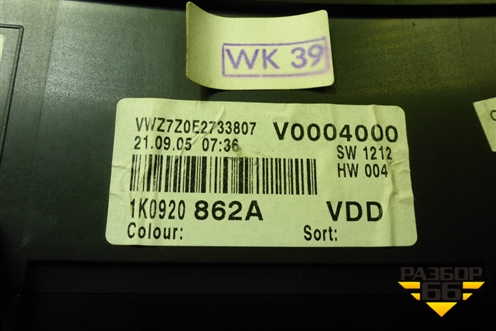 WK 39
VWZ7Z0E2733807 V0004000
21.09.05 07:36 SW 1212
HW 004
1K0920 862A VDD
Colour: Sort:
РАЗБОР
66